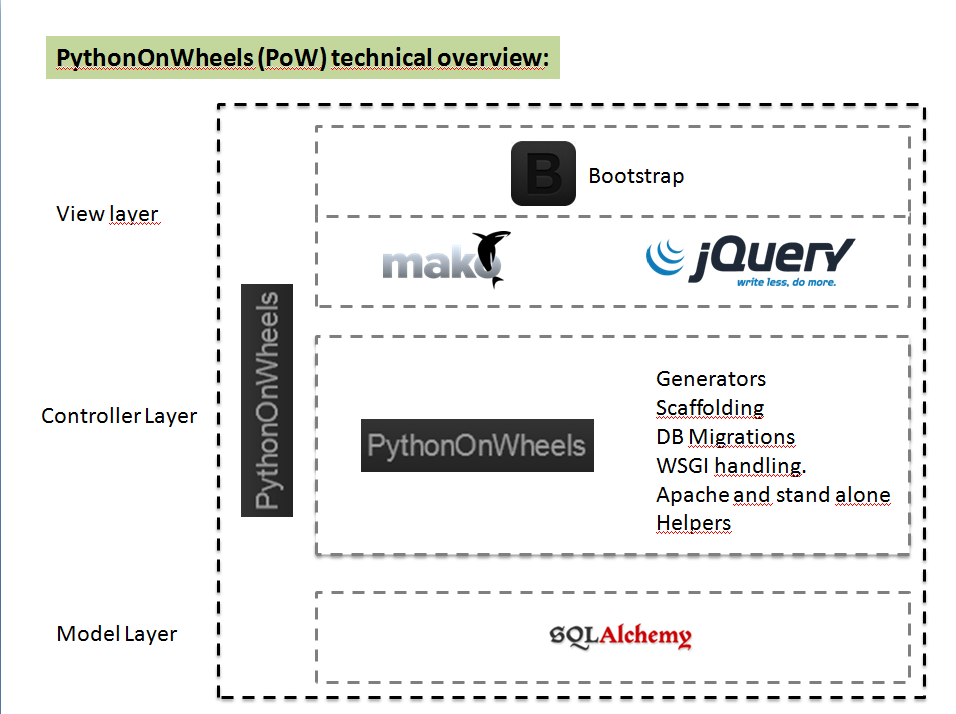 PythonOnWheels (PoW) technical overview:
B
Bootstrap
View layer
mako
jQuery
write less, do more.
PythonOnWheels
Controller Layer
PythonOnWheels
Generators
Scaffolding
DB Migrations
WSGI handling.
Apache and stand alone
Helpers
Model Layer
SQLAlchemy